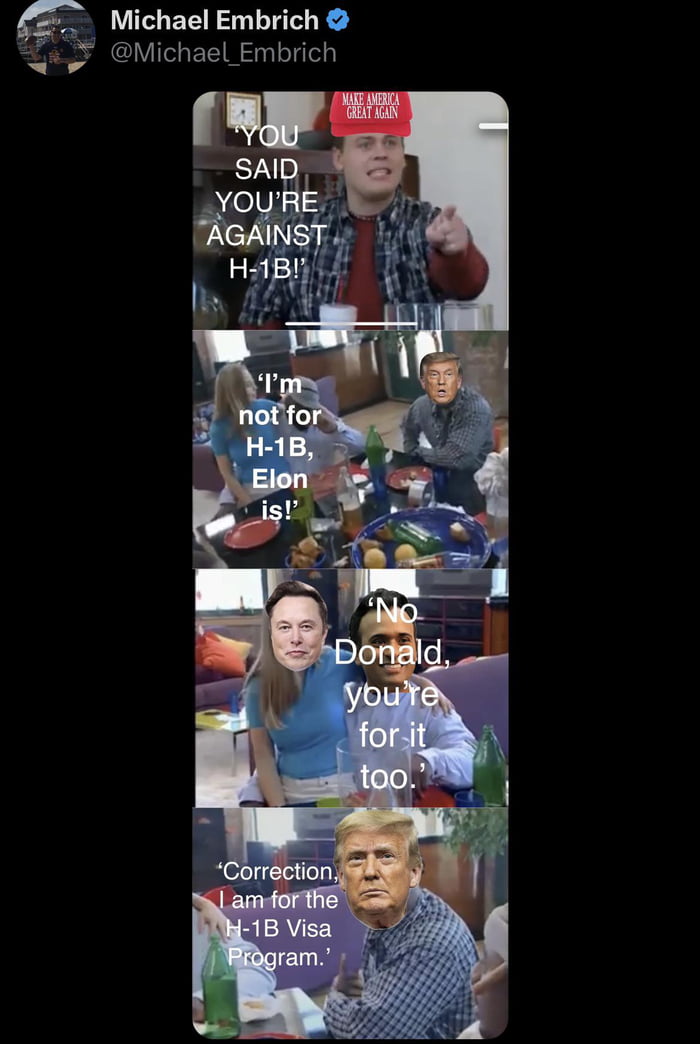 Michael Embrich
@Michael_Embrich
MAKE AMERICA
GREAT AGAIN
‘YOU
SAID
YOU’RE
AGAINST
H-1B!’
‘I’m
not for
H-1B,
Elon
is!’
‘No
Donald,
you’re
for it
too.’
‘Correction,
I am for the
H-1B Visa
Program.’